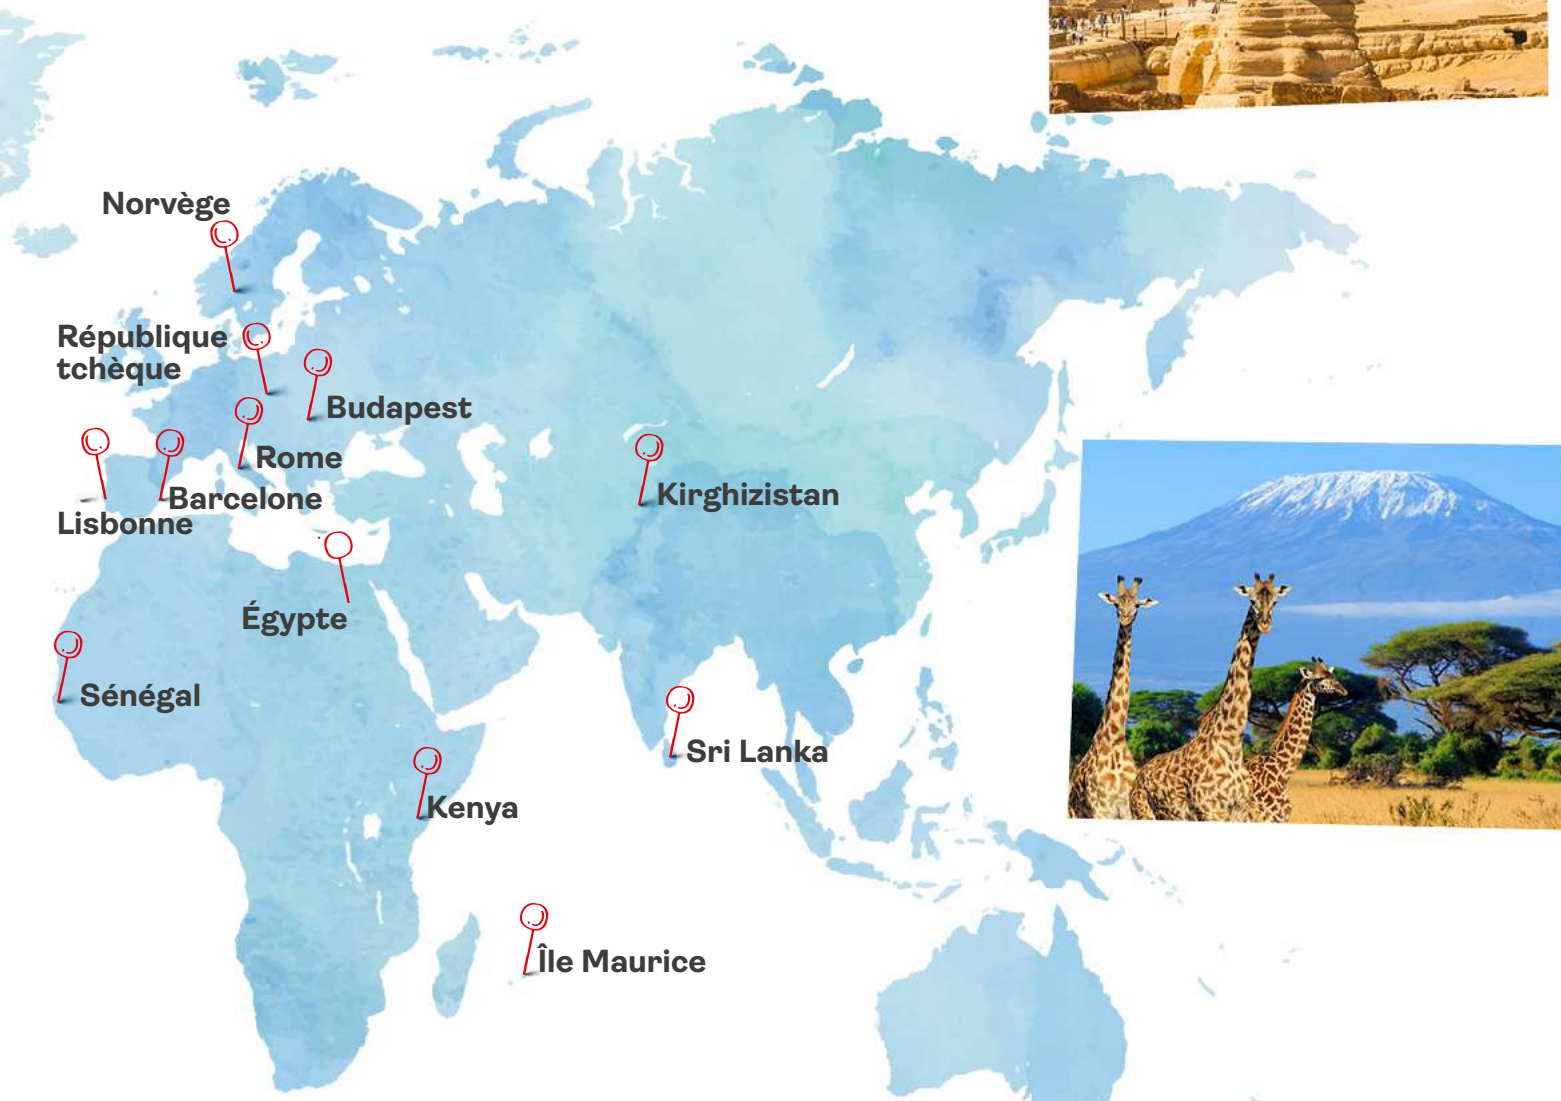 Norvège
République
tchèque
Budapest
Rome
Barcelone
Lisbonne
Kirghizistan
Égypte
Sénégal
Sri Lanka
Kenya
Île Maurice